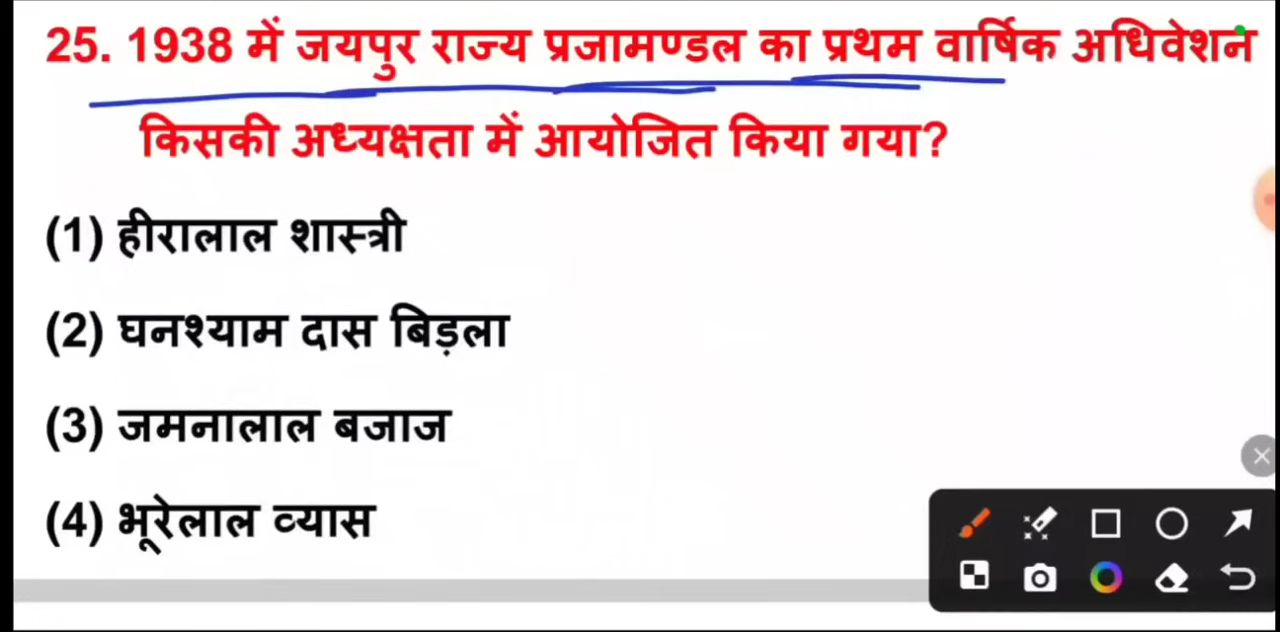 25. 1938 में जयपुर राज्य प्रजामण्डल का प्रथम वार्षिक अधिवेशन
किसकी अध्यक्षता में आयोजित किया गया?
(1) हीरालाल शास्त्री
(2) घनश्याम दास बिड़ला
(3) जमनालाल बजाज
(4) भूरेलाल व्यास